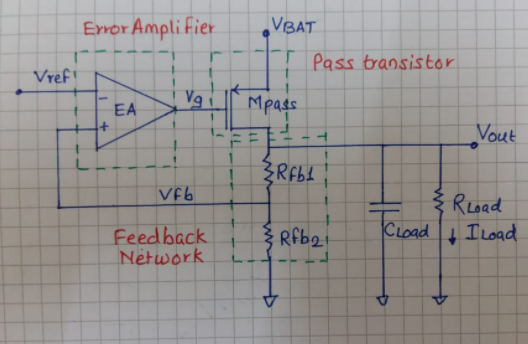 Error Amplifier
VBAT
Pass transistor
Vref
-
EA
+
Vg
Mpass
Vout
Rfb1
Vfb
Rfb2
CLoad
RLoad
ILoad
Feedback
Network